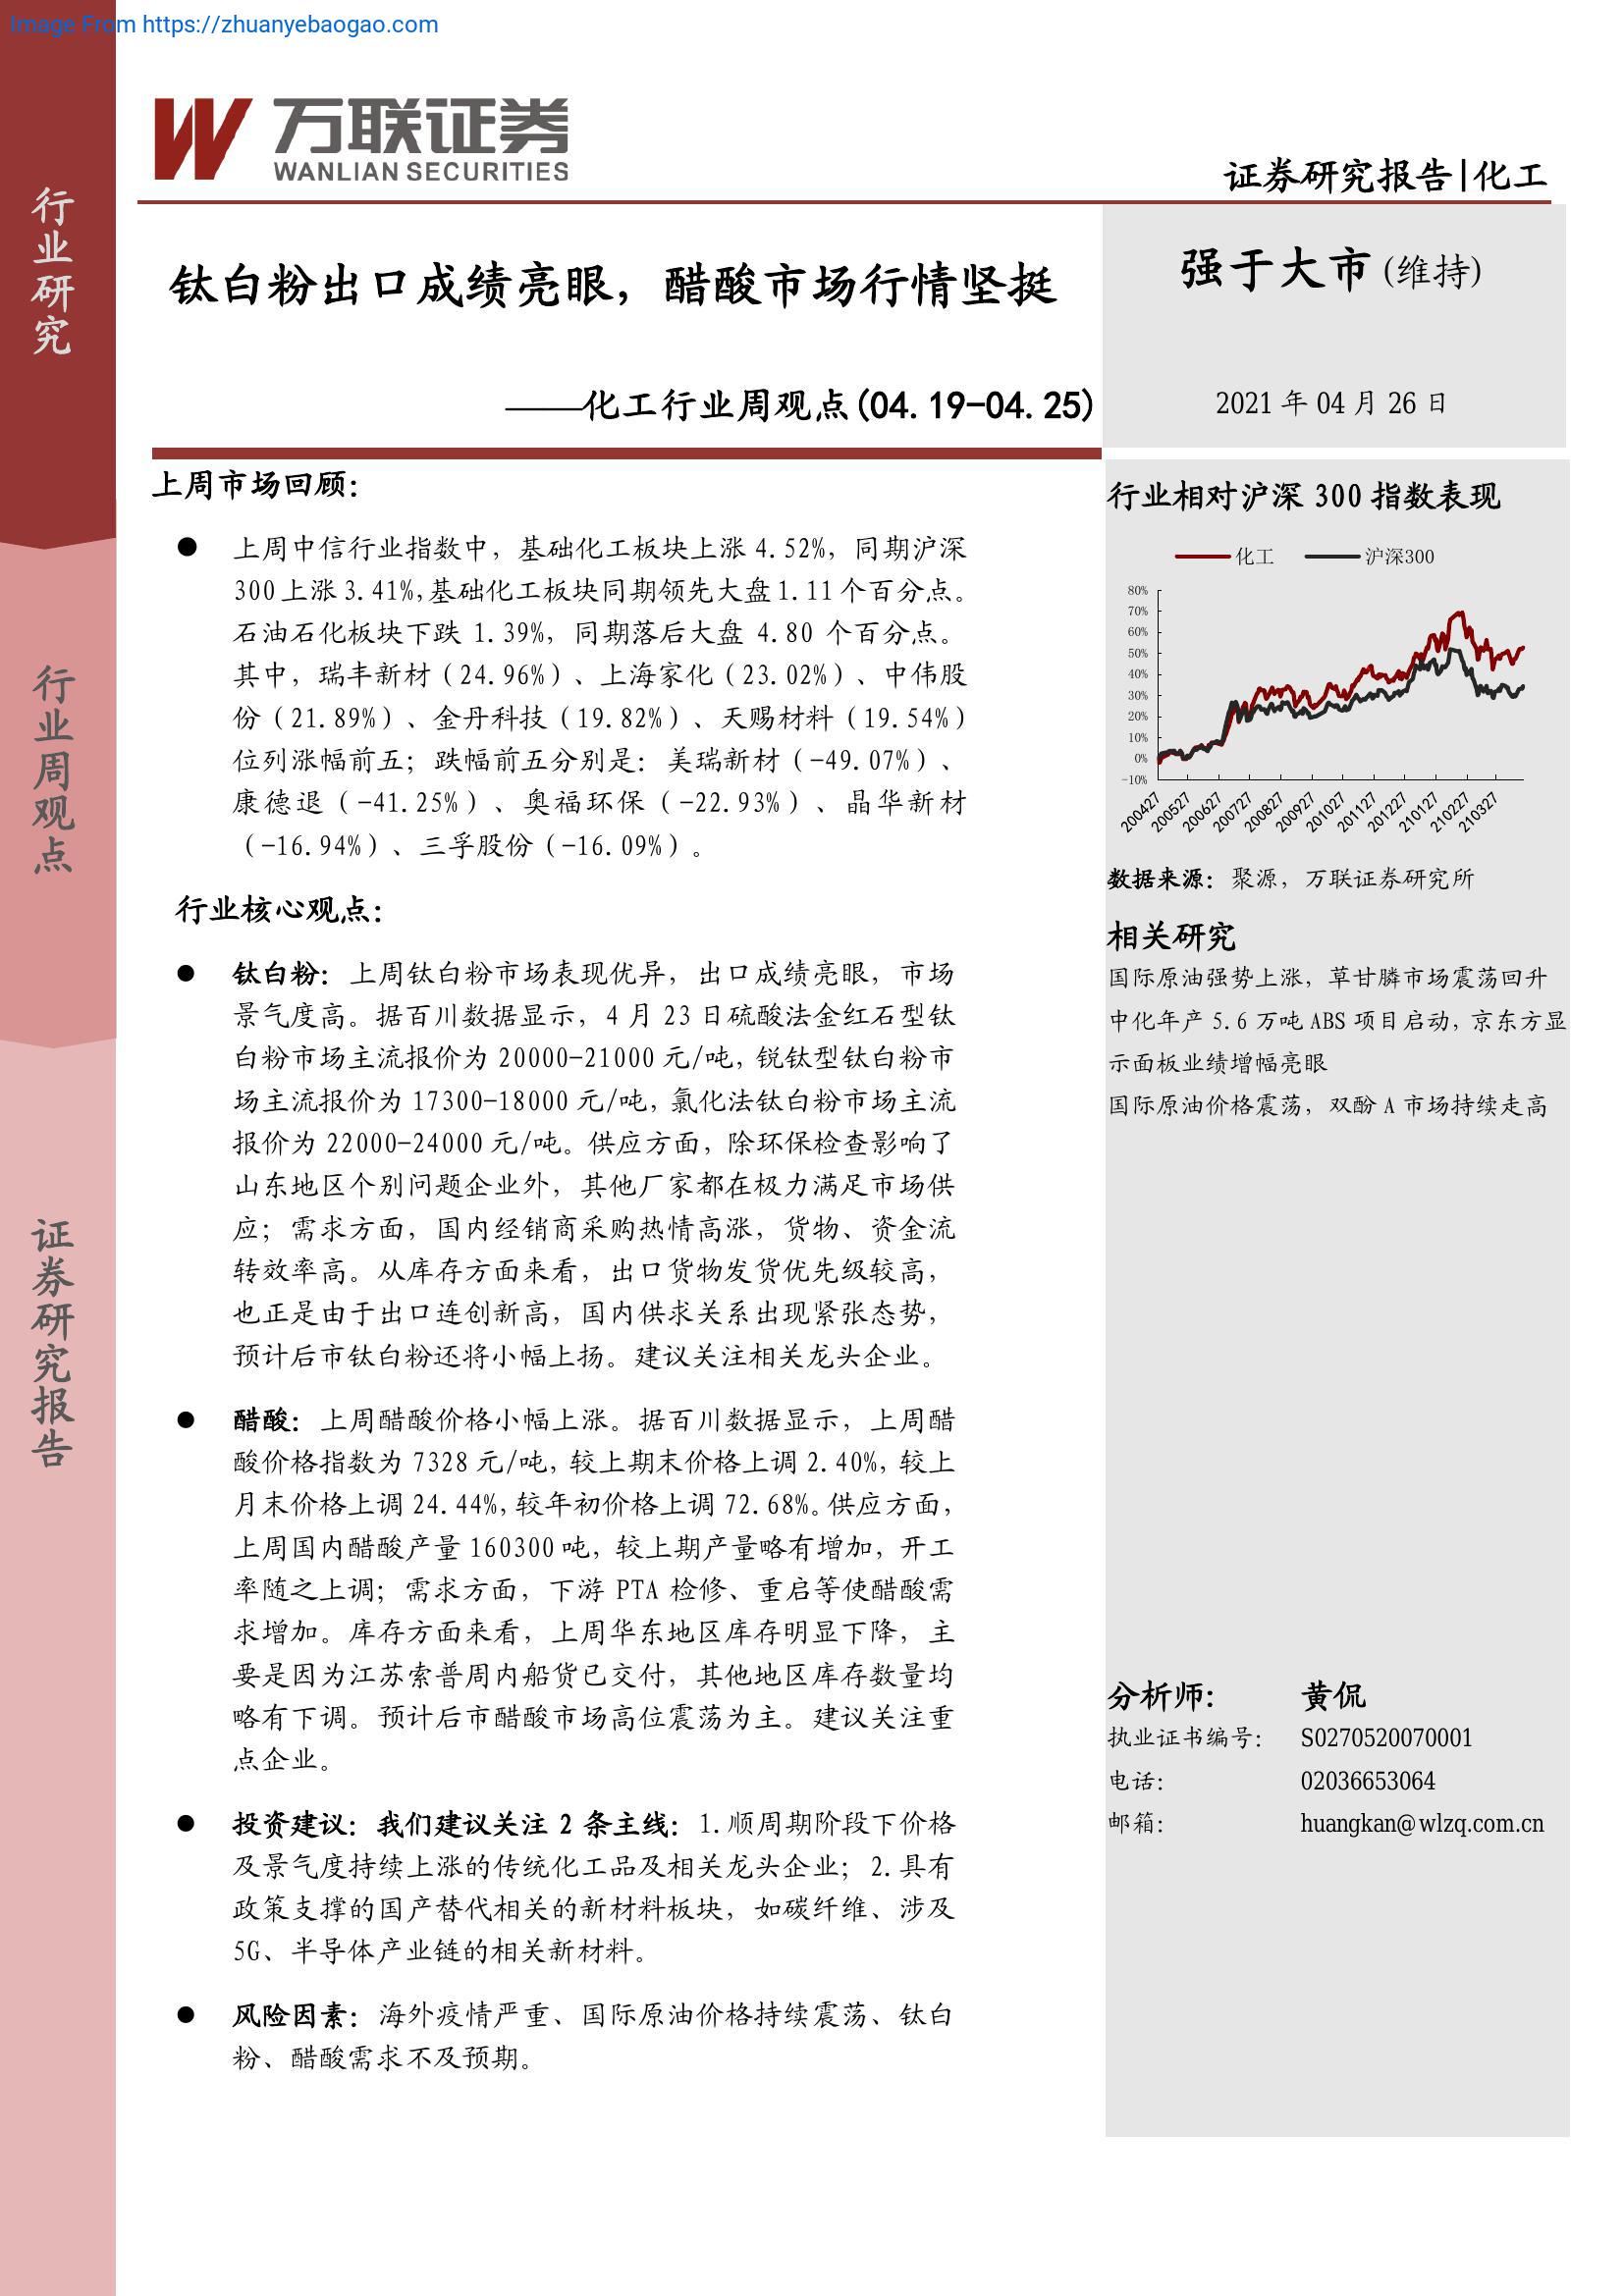 Image From https://zhuanyebaogao.com
万联证券
WANLIAN SECURITIES
证券研究报告|化工
行业研究
行业周观点
证券研究报告
钛白粉出口成绩亮眼，醋酸市场行情坚挺
——化工行业周观点(04.19-04.25)
强于大市(维持)
2021 年 04 月 26 日
上周市场回顾：
● 上周中信行业指数中，基础化工板块上涨 4.52%，同期沪深
300 上涨 3.41%，基础化工板块同期领先大盘 1.11 个百分点。
石油石化板块下跌 1.39%，同期落后大盘 4.80 个百分点。
其中，瑞丰新材（24.96%）、上海家化（23.02%）、中伟股
份（21.89%）、金丹科技（19.82%）、天赐材料（19.54%）
位列涨幅前五；跌幅前五分别是：美瑞新材（-49.07%）、
康德退（-41.25%）、奥福环保（-22.93%）、晶华新材
（-16.94%）、三孚股份（-16.09%）。
行业核心观点：
● 钛白粉：上周钛白粉市场表现优异，出口成绩亮眼，市场
景气度高。据百川数据显示，4 月 23 日硫酸法金红石型钛
白粉市场主流报价为 20000-21000 元/吨，锐钛型钛白粉市
场主流报价为 17300-18000 元/吨，氯化法钛白粉市场主流
报价为 22000-24000 元/吨。供应方面，除环保检查影响了
山东地区个别问题企业外，其他厂家都在极力满足市场供
应；需求方面，国内经销商采购热情高涨，货物、资金流
转效率高。从库存方面来看，出口货物发货优先级较高，
也正是由于出口连创新高，国内供求关系出现紧张态势，
预计后市钛白粉还将小幅上扬。建议关注相关龙头企业。
● 醋酸：上周醋酸价格小幅上涨。据百川数据显示，上周醋
酸价格指数为 7328 元/吨，较上期末价格上调 2.40%，较上
月末价格上调 24.44%，较年初价格上调 72.68%。供应方面，
上周国内醋酸产量 160300 吨，较上期产量略有增加，开工
率随之上调；需求方面，下游 PTA 检修、重启等使醋酸需
求增加。库存方面来看，上周华东地区库存明显下降，主
要是因为江苏索普周内船货已交付，其他地区库存数量均
略有下调。预计后市醋酸市场高位震荡为主。建议关注重
点企业。
● 投资建议：我们建议关注 2 条主线：1.顺周期阶段下价格
及景气度持续上涨的传统化工品及相关龙头企业；2.具有
政策支撑的国产替代相关的新材料板块，如碳纤维、涉及
5G、半导体产业链的相关新材料。
● 风险因素：海外疫情严重、国际原油价格持续震荡、钛白
粉、醋酸需求不及预期。
行业相对沪深 300 指数表现
化工 沪深300
80%
70%
60%
50%
40%
30%
20%
10%
0%
-10%
200427 200527 200627 200727 200827 200927 201027 201127 201227 210127 210227 210327
数据来源：聚源，万联证券研究所
相关研究
国际原油强势上涨，草甘膦市场震荡回升
中化年产 5.6 万吨 ABS 项目启动，京东方显
示面板业绩增幅亮眼
国际原油价格震荡，双酚 A 市场持续走高
分析师： 黄侃
执业证书编号： S0270520070001
电话： 02036653064
邮箱： huangkan@wlzq.com.cn